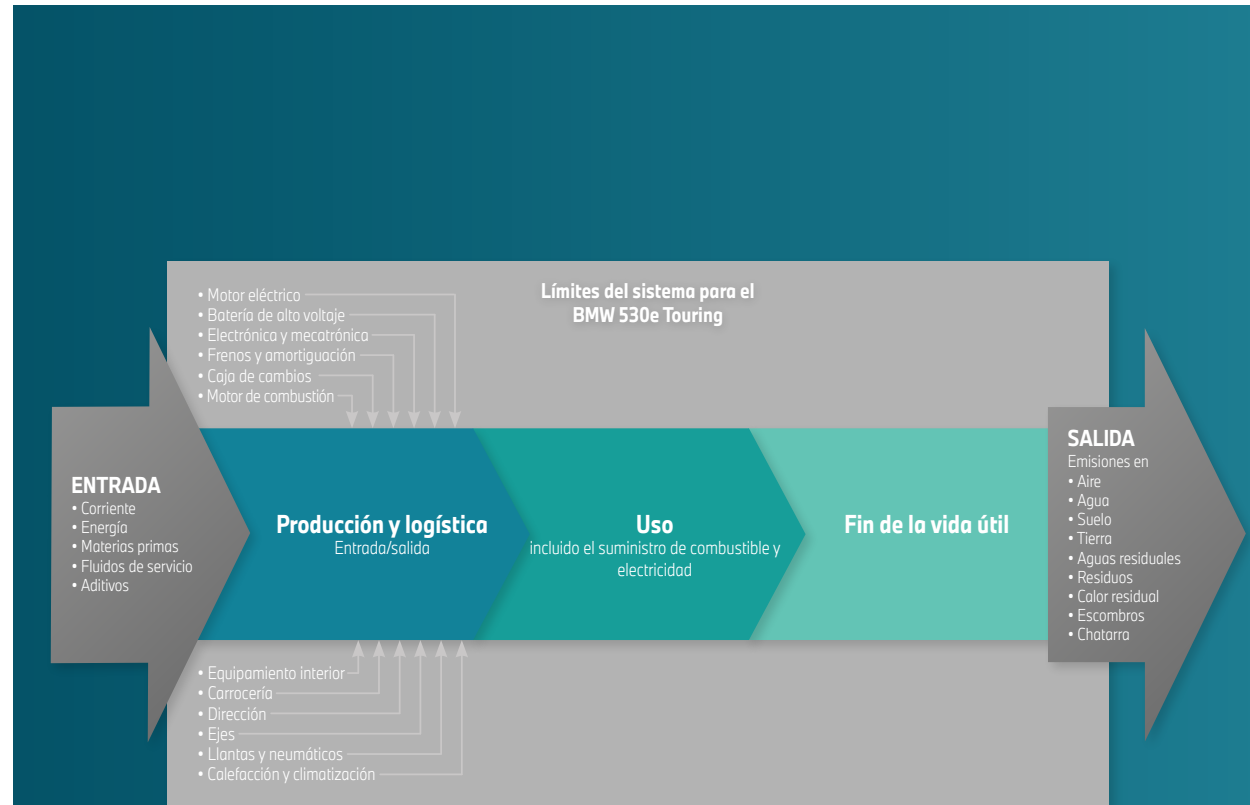 Límites del sistema para el
BMW 530e Touring
• Motor eléctrico
• Batería de alto voltaje
• Electrónica y mecatrónica
• Frenos y amortiguación
• Caja de cambios
• Motor de combustión
ENTRADA
• Corriente
• Energía
• Materias primas
• Fluidos de servicio
• Aditivos
Producción y logística
Entrada/salida
Uso
incluido el suministro de combustible y
electricidad
Fin de la vida útil
SALIDA
Emisiones en
• Aire
• Agua
• Suelo
• Tierra
• Aguas residuales
• Residuos
• Calor residual
• Escombros
• Chatarra
• Equipamiento interior
• Carrocería
• Dirección
• Ejes
• Llantas y neumáticos
• Calefacción y climatización